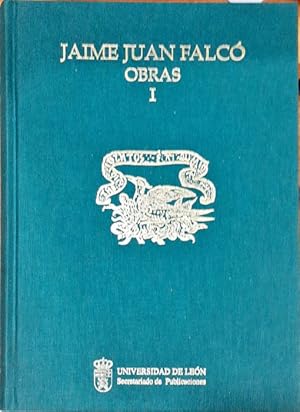 JAIME JUAN FALCÓ
OBRAS
I
UNIVERSIDAD DE LEÓN
Secretariado de Publicaciones